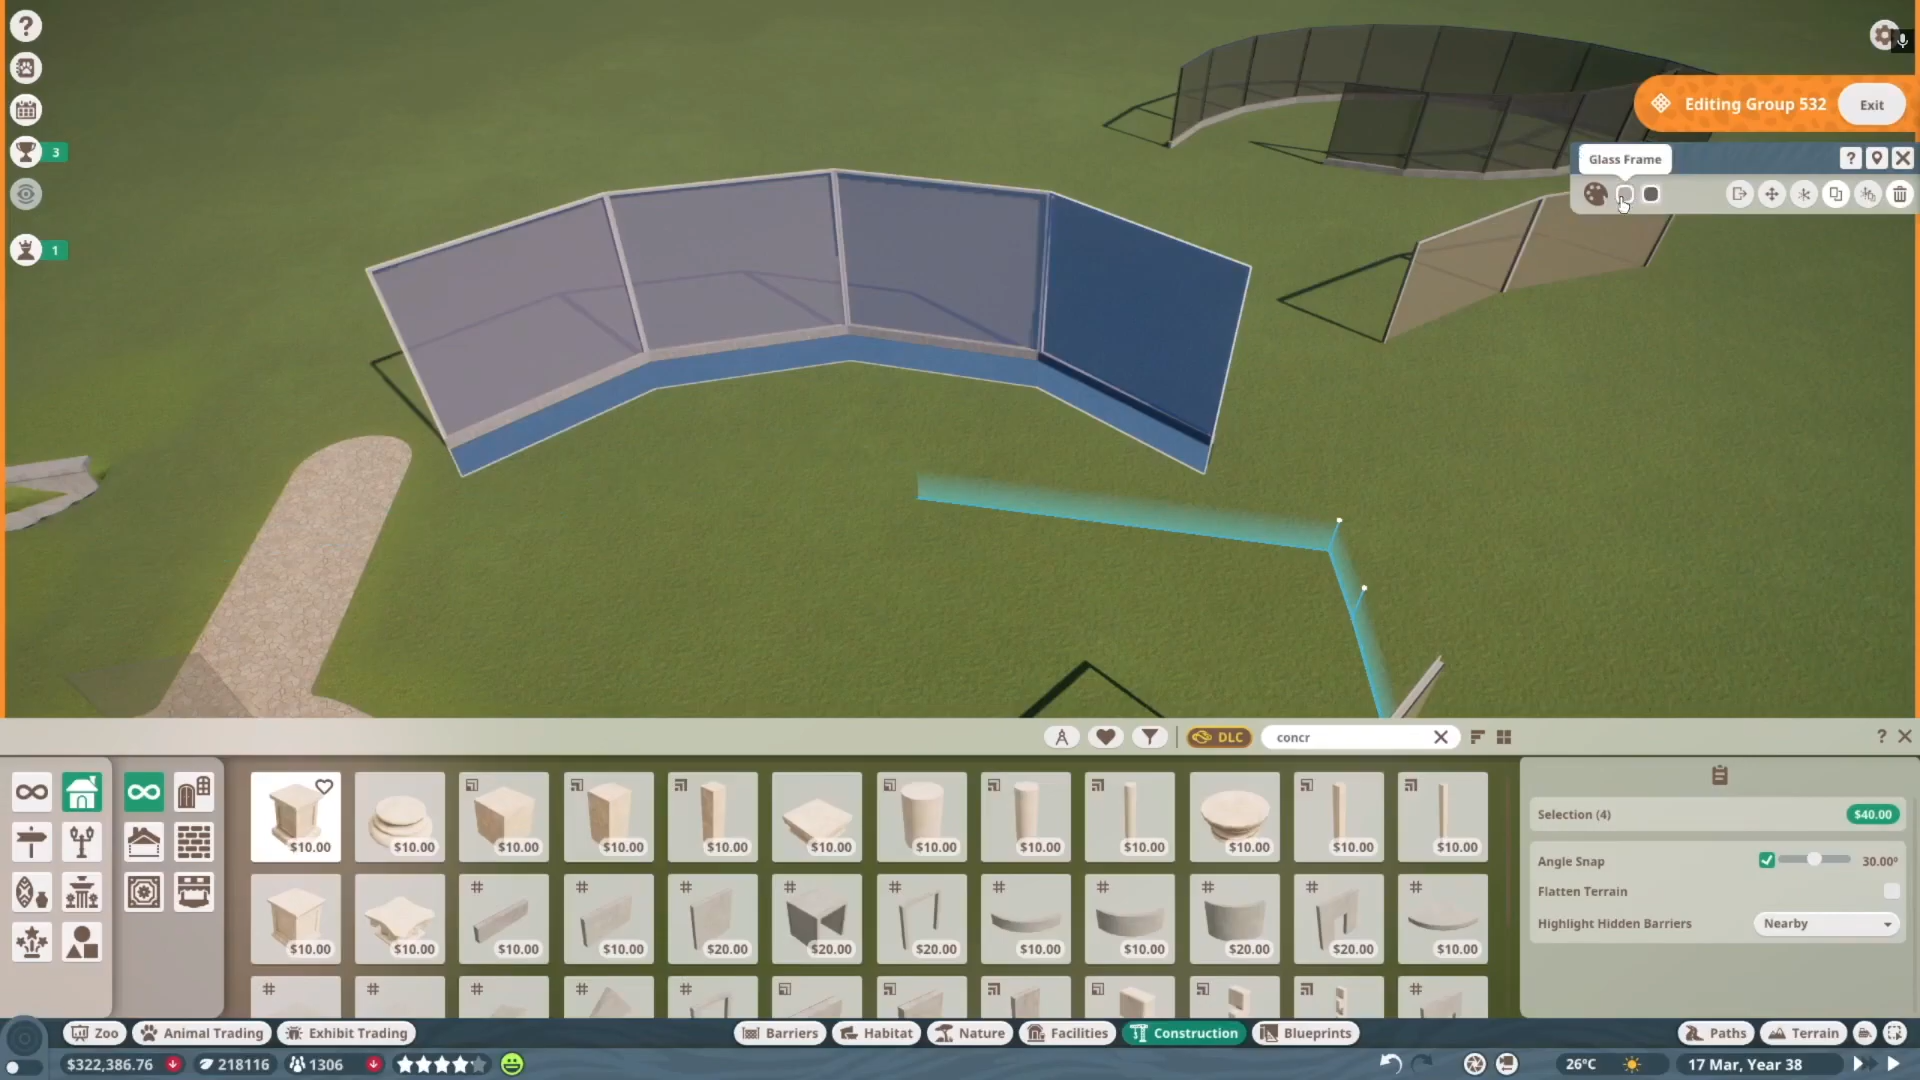 ?
3
1
Editing Group 532
Exit
Glass Frame
?
DLC
concr
?
$10.00 $10.00 $10.00 $10.00 $10.00 $10.00 $10.00 $10.00 $10.00 $10.00 $10.00 $10.00
$10.00 $10.00 $10.00 $10.00 $20.00 $20.00 $20.00 $10.00 $10.00 $20.00 $20.00 $10.00
Selection (4)
$40.00
Angle Snap
30.00°
Flatten Terrain
Highlight Hidden Barriers
Nearby
Zoo
Animal Trading
Exhibit Trading
Barriers
Habitat
Nature
Facilities
Construction
Blueprints
Paths
Terrain
$322,386.76
218116
1306
26°C
17 Mar, Year 38